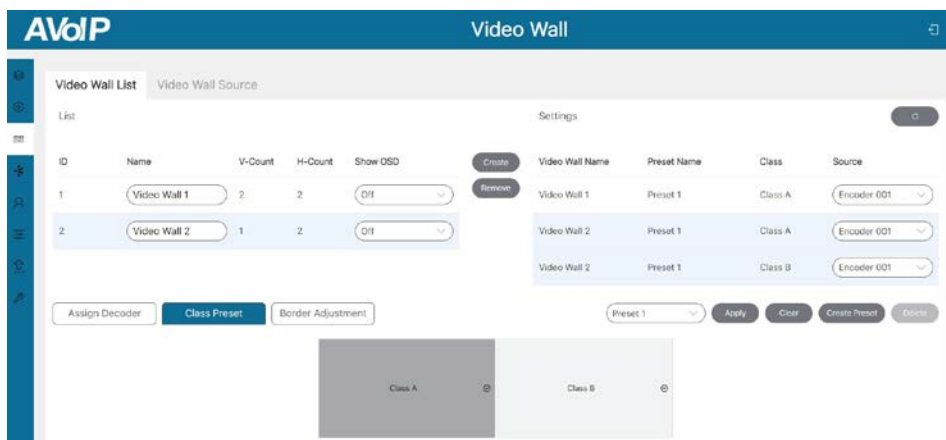 AVoIP Video Wall
Video Wall List Video Wall Source
List Settings
ID Name V-Count H-Count Show OSD Create Video Wall Name Preset Name Class Source
Remove
1 Video Wall 1 2 2 Off Video Wall 1 Preset 1 Class A Encoder 001
2 Video Wall 2 1 2 Off Video Wall 2 Preset 1 Class A Encoder 001
Video Wall 2 Preset 1 Class B Encoder 001
Assign Decoder Class Preset Border Adjustment Preset 1 Apply Clear Create Preset Delete
Class A Class B